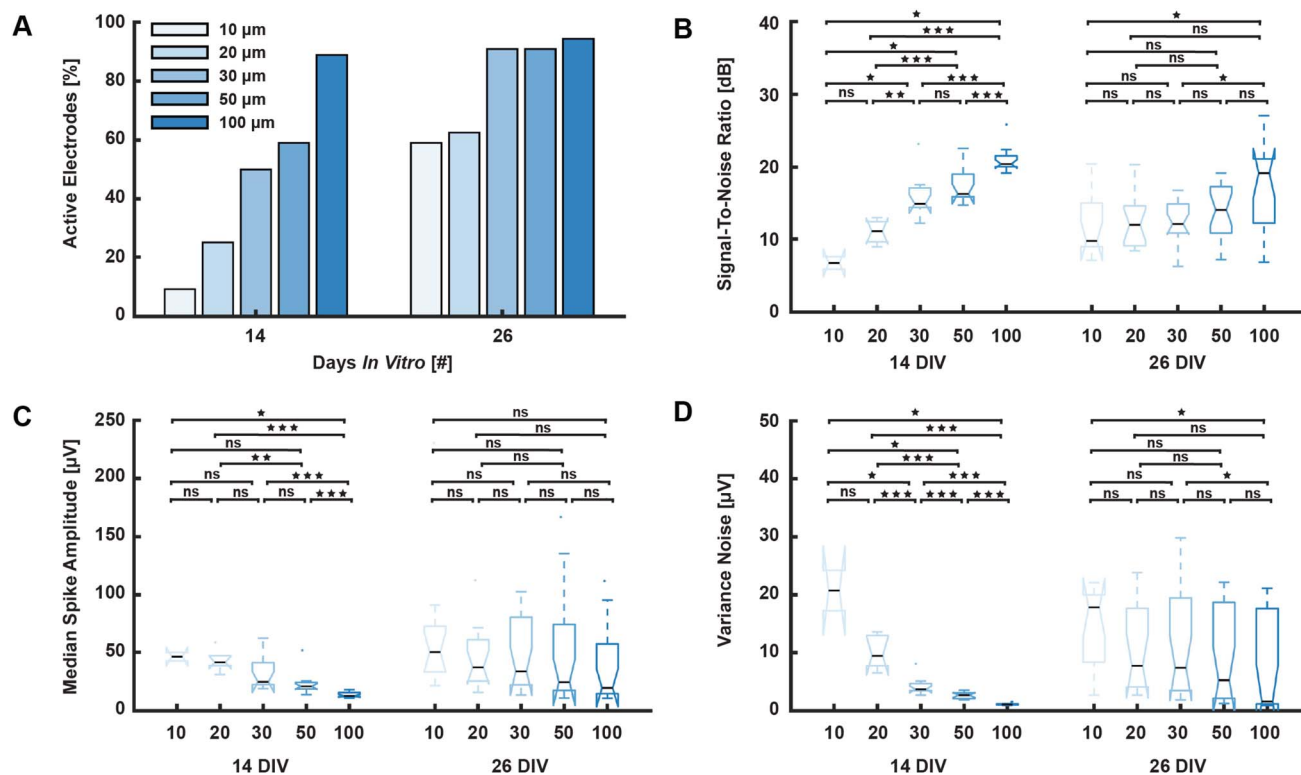 A
Active Electrodes [%]
100
80
60
40
20
0
10 µm
20 µm
30 µm
50 µm
100 µm
14
26
Days In Vitro [#]
B
Signal-To-Noise Ratio [dB]
40
30
20
10
0
★
★★★
★
★★★
★
★★★
ns
★★
ns
★★★
★
ns
ns
ns
ns
★
ns
ns
ns
ns
10 20 30 50 100
10 20 30 50 100
14 DIV
26 DIV
C
Median Spike Amplitude [µV]
250
200
150
100
50
0
★
★★★
ns
★★
ns
★★★
ns
ns
ns
★★★
ns
ns
ns
ns
ns
ns
ns
ns
ns
ns
10 20 30 50 100
10 20 30 50 100
14 DIV
26 DIV
D
Variance Noise [µV]
50
40
30
20
10
0
★
★★★
★
★★★
★
★★★
ns
★★★
★★★
★★★
★
ns
ns
ns
ns
★
ns
ns
ns
ns
10 20 30 50 100
10 20 30 50 100
14 DIV
26 DIV